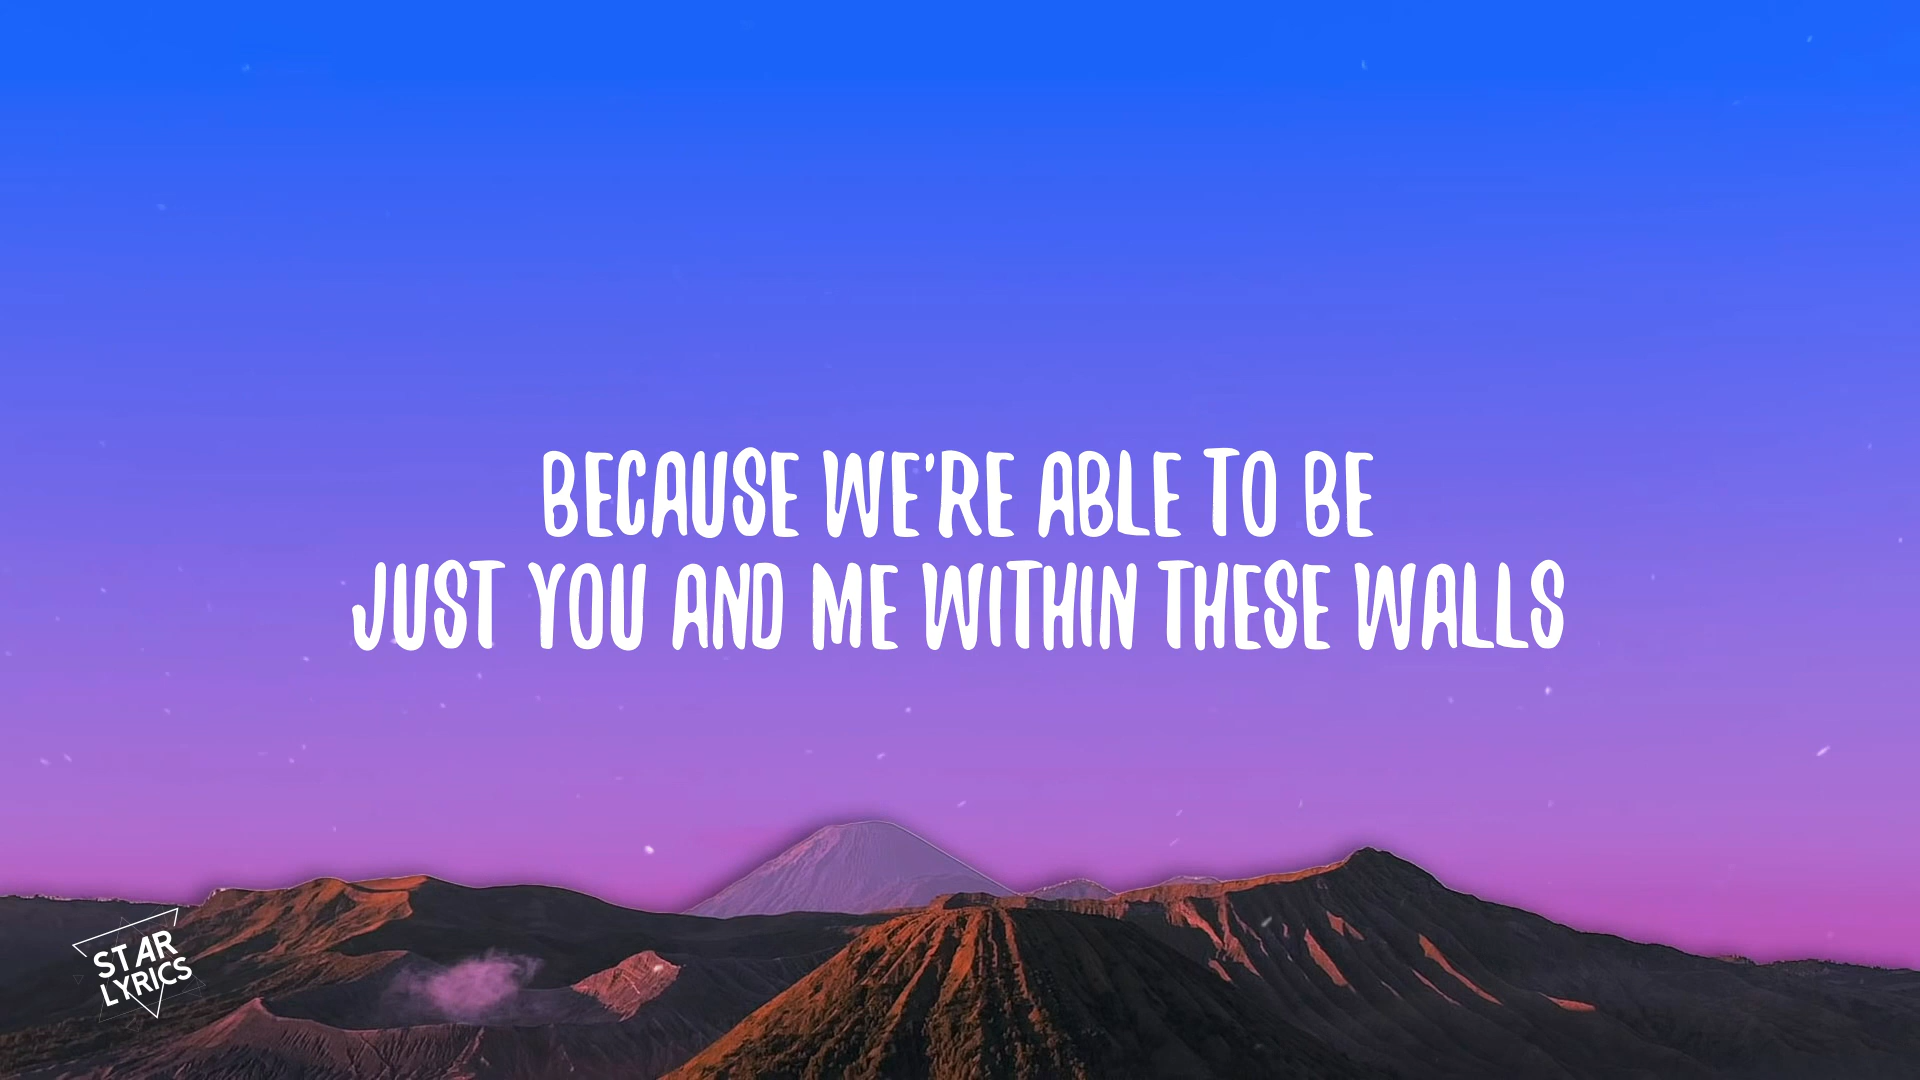 BECAUSE WE'RE ABLE TO BE
JUST YOU AND ME WITHIN THESE WALLS
STAR
LYRICS